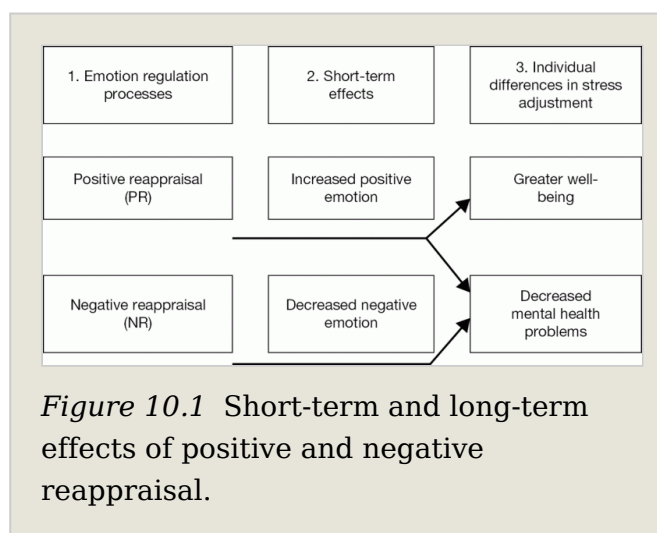 1. Emotion regulation
processes
2. Short-term
effects
3. Individual
differences in stress
adjustment
Positive reappraisal
(PR)
Increased positive
emotion
Greater well-
being
Negative reappraisal
(NR)
Decreased negative
emotion
Decreased
mental health
problems
Figure 10.1 Short-term and long-term
effects of positive and negative
reappraisal.